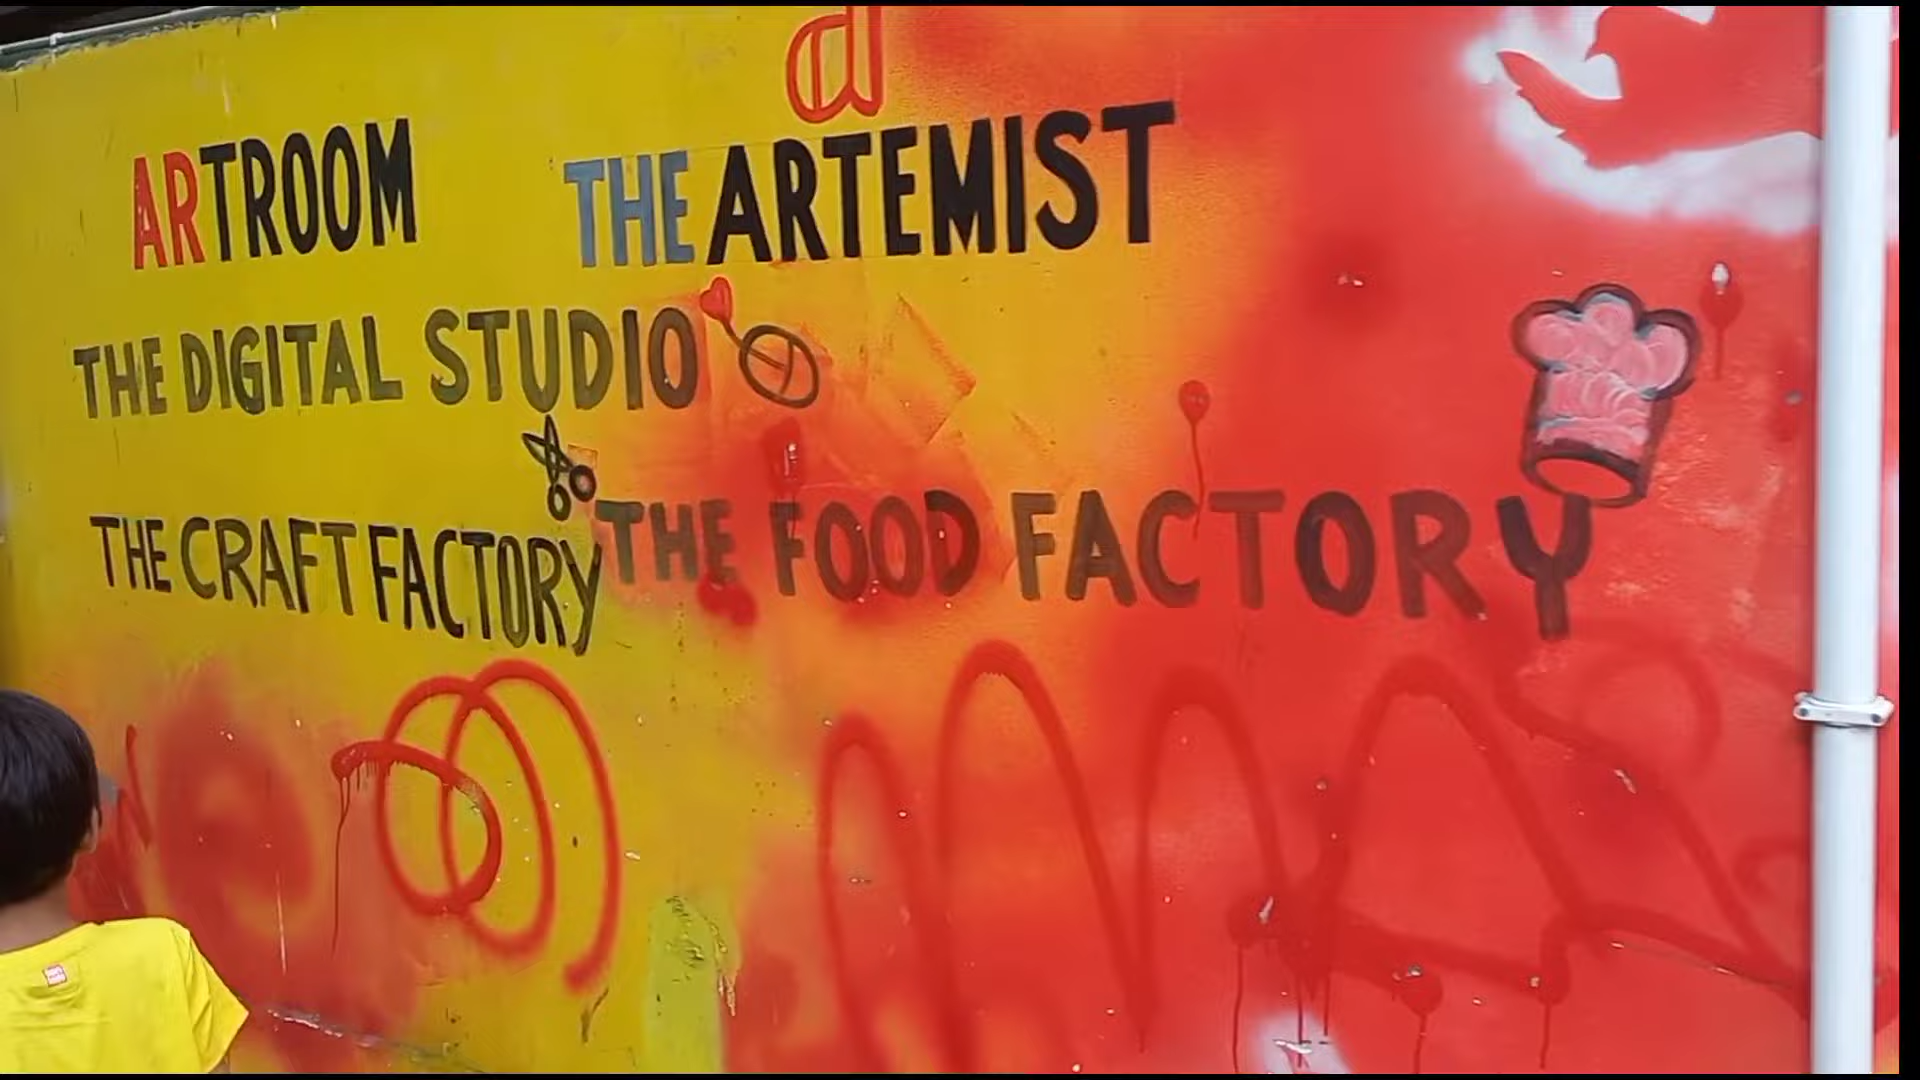 d
ARTROOM
THE ARTEMIST
THE DIGITAL STUDIO
THE CRAFT FACTORY
THE FOOD FACTORY